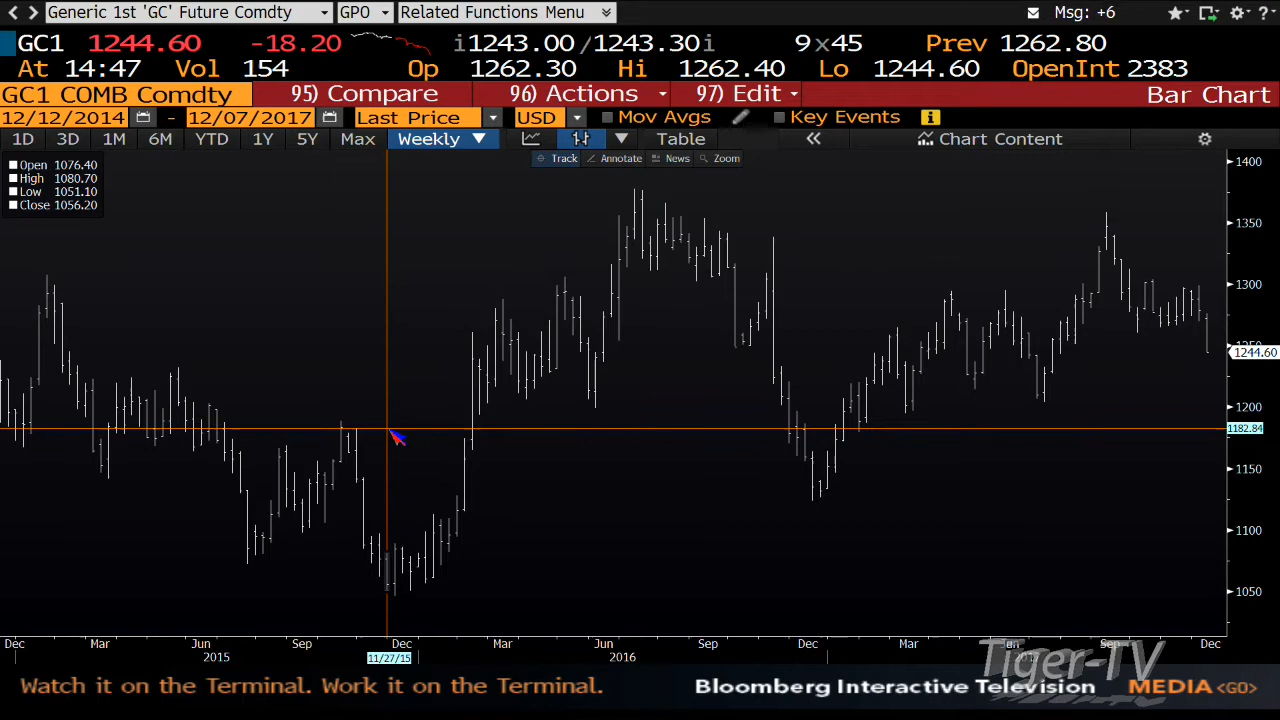 Generic 1st 'GC' Future Comdty GPO Related Functions Menu Msg: +6 ?
GC1 1244.60 -18.20 i1243.00 /1243.30i 9 x45 Prev 1262.80
At 14:47 Vol 154 Op 1262.30 Hi 1262.40 Lo 1244.60 OpenInt 2383
GC1 COMB Comdty 95) Compare 96) Actions 97) Edit Bar Chart
12/12/2014 - 12/07/2017 Last Price USD Mov Avgs Key Events i
1D 3D 1M 6M YTD 1Y 5Y Max Weekly Table Chart Content
Track Annotate News Zoom
Open 1076.40
High 1080.70
Low 1051.10
Close 1056.20
1400
1350
1300
1250
1244.60
1200
1182.84
1150
1100
1050
Dec Mar Jun Sep Dec Mar Jun Sep Dec Mar Jun Sep Dec
2015 11/27/15 2016
Tiger-TV
Watch it on the Terminal. Work it on the Terminal. Bloomberg Interactive Television MEDIA <GO>